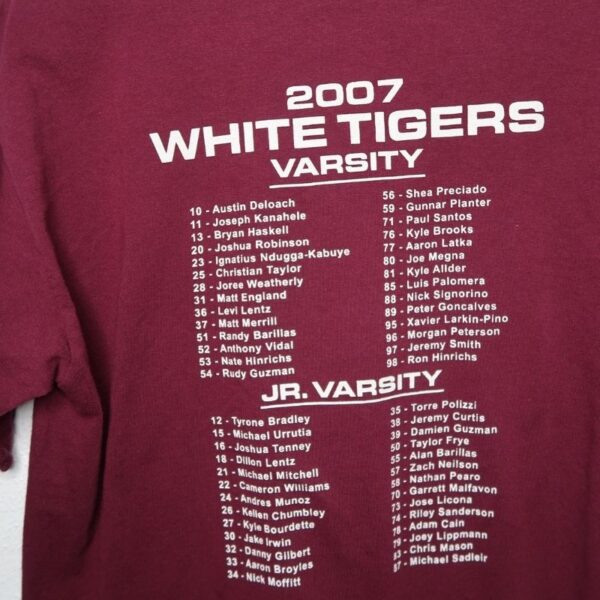 2007
WHITE TIGERS
VARSITY
10 - Austin Deloach
11 - Joseph Kanahele
13 - Bryan Haskell
20 - Joshua Robinson
23 - Ignatius Ndugga-Kabuye
25 - Christian Taylor
28 - Joree Weatherly
31 - Matt England
36 - Levi Lentz
37 - Matt Merrill
51 - Randy Barillas
52 - Anthony Vidal
53 - Nate Hinrichs
54 - Rudy Guzman
56 - Shea Preciado
59 - Gunnar Planter
71 - Paul Santos
76 - Kyle Brooks
77 - Aaron Latka
80 - Joe Megna
81 - Kyle Allder
85 - Luis Palomera
88 - Nick Signorino
89 - Peter Goncalves
95 - Xavier Larkin-Pino
96 - Morgan Peterson
97 - Jeremy Smith
98 - Ron Hinrichs
JR. VARSITY
12 - Tyrone Bradley
15 - Michael Urrutia
16 - Joshua Tenney
18 - Dillon Lentz
21 - Michael Mitchell
22 - Cameron Williams
24 - Andres Munoz
26 - Kellen Chumbley
27 - Kyle Bourdette
30 - Jake Irwin
32 - Danny Gilbert
33 - Aaron Broyles
34 - Nick Moffitt
35 - Torre Polizzi
38 - Jeremy Curtis
39 - Damien Guzman
50 - Taylor Frye
55 - Alan Barillas
57 - Zach Neilson
58 - Nathan Pearo
70 - Garrett Malfavon
73 - Jose Licona
74 - Riley Sanderson
78 - Adam Cain
79 - Joey Lippmann
83 - Chris Mason
87 - Michael Sadleir